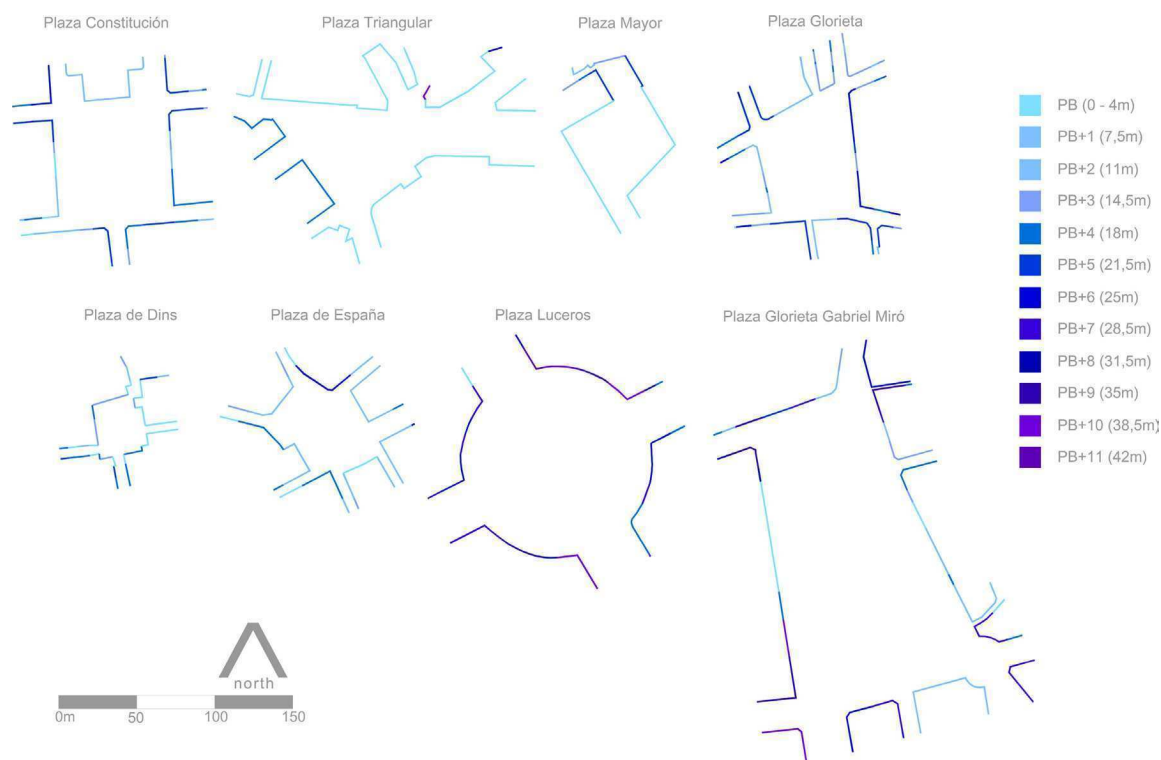 Plaza Constitución
Plaza Triangular
Plaza Mayor
Plaza Glorieta
PB (0 - 4m)
PB+1 (7,5m)
PB+2 (11m)
PB+3 (14,5m)
PB+4 (18m)
PB+5 (21,5m)
PB+6 (25m)
PB+7 (28,5m)
PB+8 (31,5m)
PB+9 (35m)
PB+10 (38,5m)
PB+11 (42m)
Plaza de Dins
Plaza de España
Plaza Luceros
Plaza Glorieta Gabriel Miró
north
0m 50 100 150